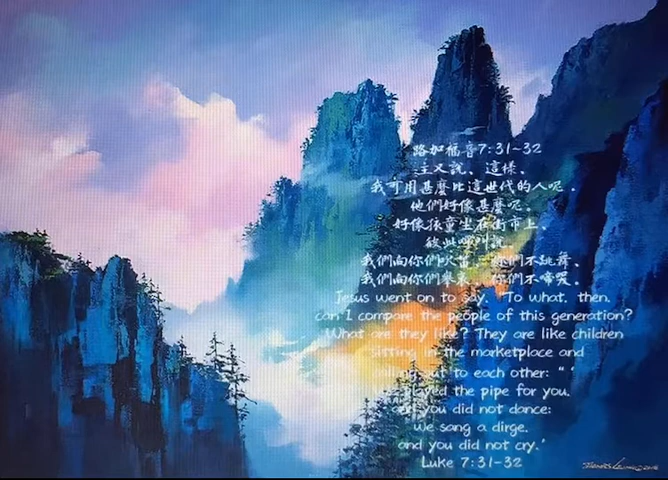 路加福音7:31~32
主又說、這樣、
我可用甚麼比這世代的人呢．
他們好像甚麼呢、
好像孩童坐在街市上、
彼此呼叫說、
我們向你們吹笛、你們不跳舞、
我們向你們舉哀、你們不啼哭。
Jesus went on to say, "To what, then,
can I compare the people of this generation?
What are they like? They are like children
sitting in the marketplace and
calling out to each other: " '
played the pipe for you,
and you did not dance:
we sang a dirge,
and you did not cry.'
Luke 7:31-32